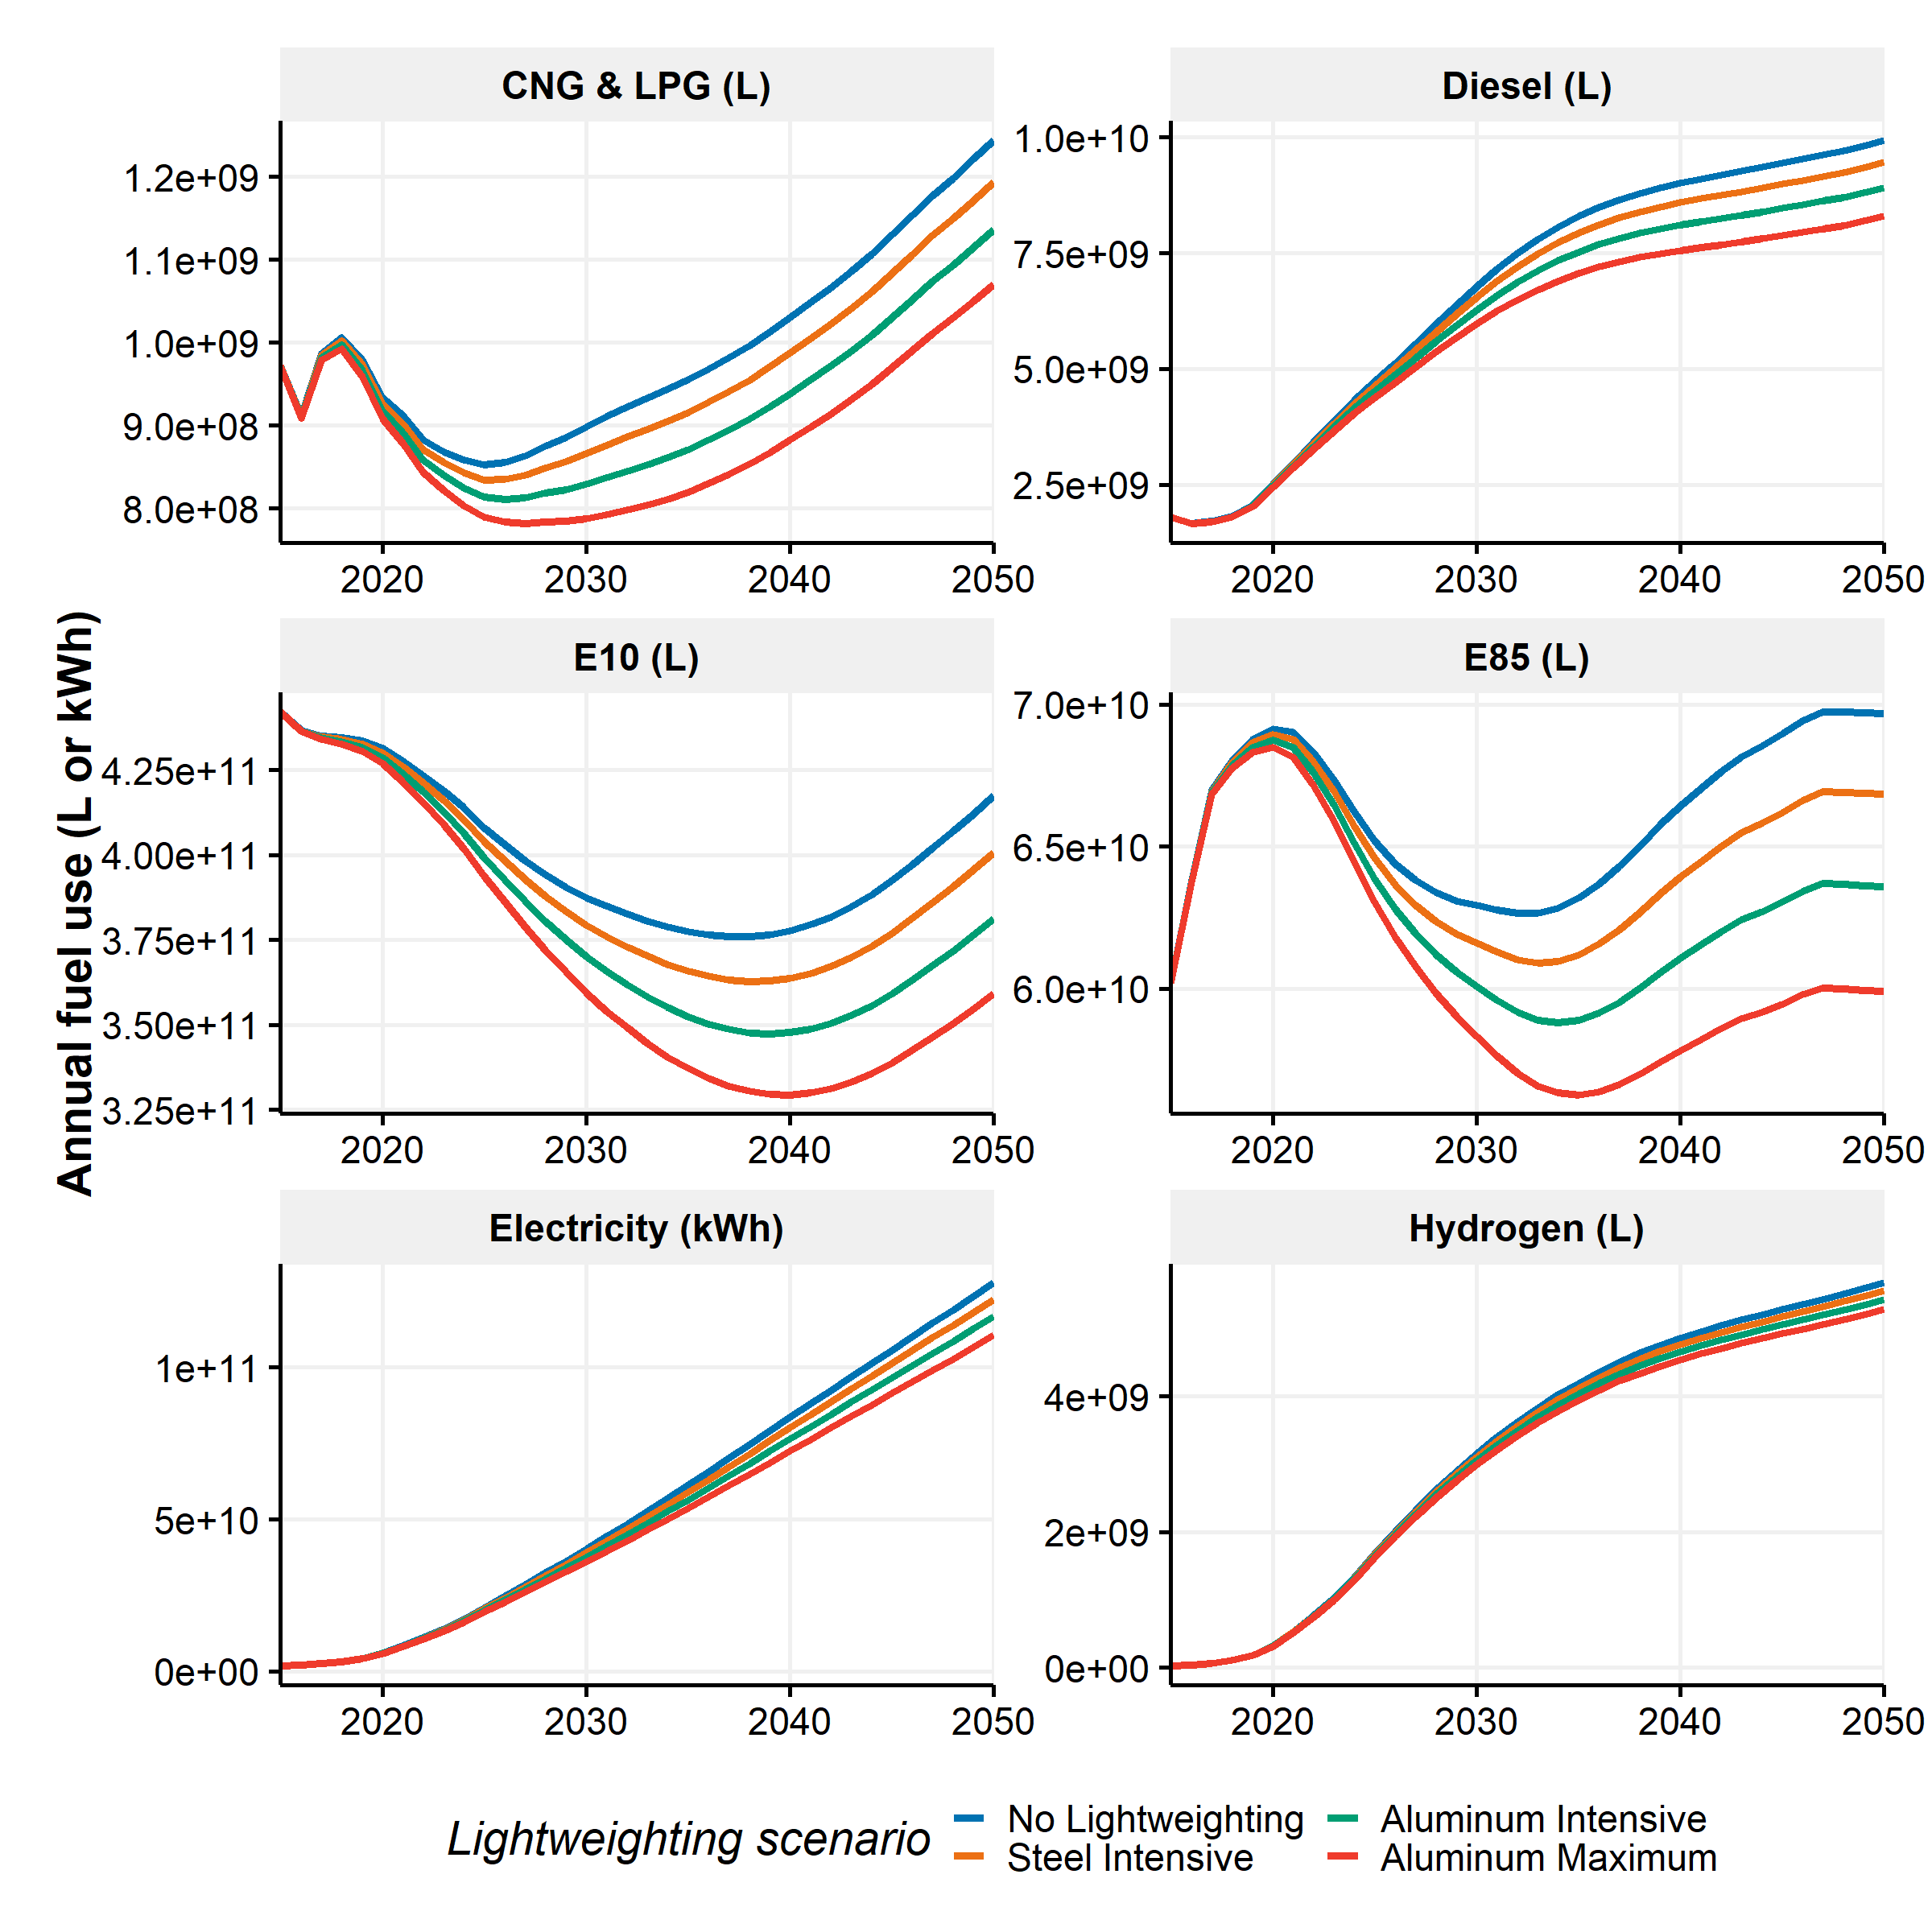 CNG & LPG (L)
1.2e+09
1.1e+09
1.0e+09
9.0e+08
8.0e+08
2020 2030 2040 2050
Diesel (L)
1.0e+10
7.5e+09
5.0e+09
2.5e+09
2020 2030 2040 2050
Annual fuel use (L or kWh)
E10 (L)
4.25e+11
4.00e+11
3.75e+11
3.50e+11
3.25e+11
2020 2030 2040 2050
E85 (L)
7.0e+10
6.5e+10
6.0e+10
2020 2030 2040 2050
Electricity (kWh)
1e+11
5e+10
0e+00
2020 2030 2040 2050
Hydrogen (L)
4e+09
2e+09
0e+00
2020 2030 2040 2050
Lightweighting scenario
No Lightweighting
Steel Intensive
Aluminum Intensive
Aluminum Maximum